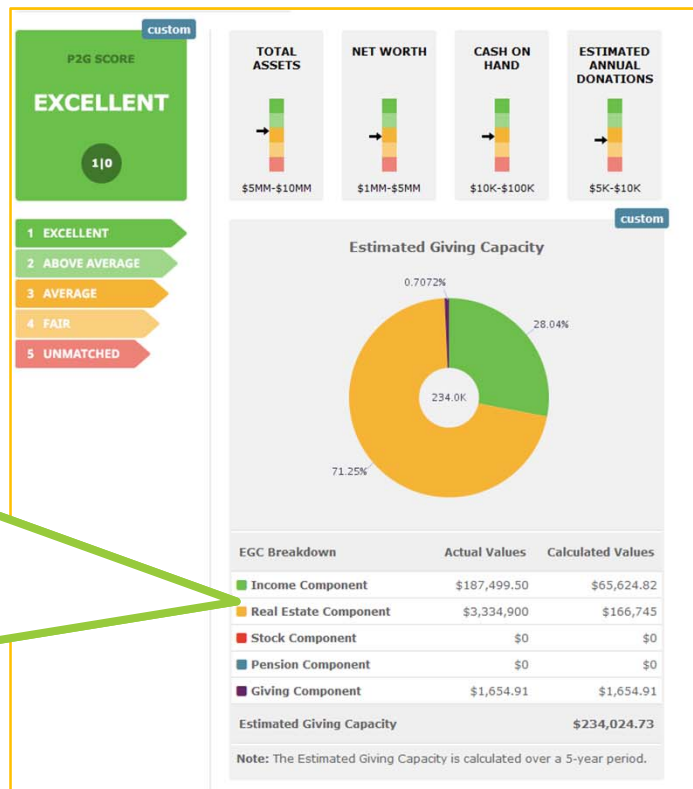 custom
P2G SCORE
EXCELLENT
1|0
1 EXCELLENT
2 ABOVE AVERAGE
3 AVERAGE
4 FAIR
5 UNMATCHED
TOTAL
ASSETS
$5MM-$10MM
NET WORTH
$1MM-$5MM
CASH ON
HAND
$10K-$100K
ESTIMATED
ANNUAL
DONATIONS
$5K-$10K
custom
Estimated Giving Capacity
0.7072%
28.04%
234.0K
71.25%
EGC Breakdown Actual Values Calculated Values
Income Component $187,499.50 $65,624.82
Real Estate Component $3,334,900 $166,745
Stock Component $0 $0
Pension Component $0 $0
Giving Component $1,654.91 $1,654.91
Estimated Giving Capacity $234,024.73
Note: The Estimated Giving Capacity is calculated over a 5-year period.